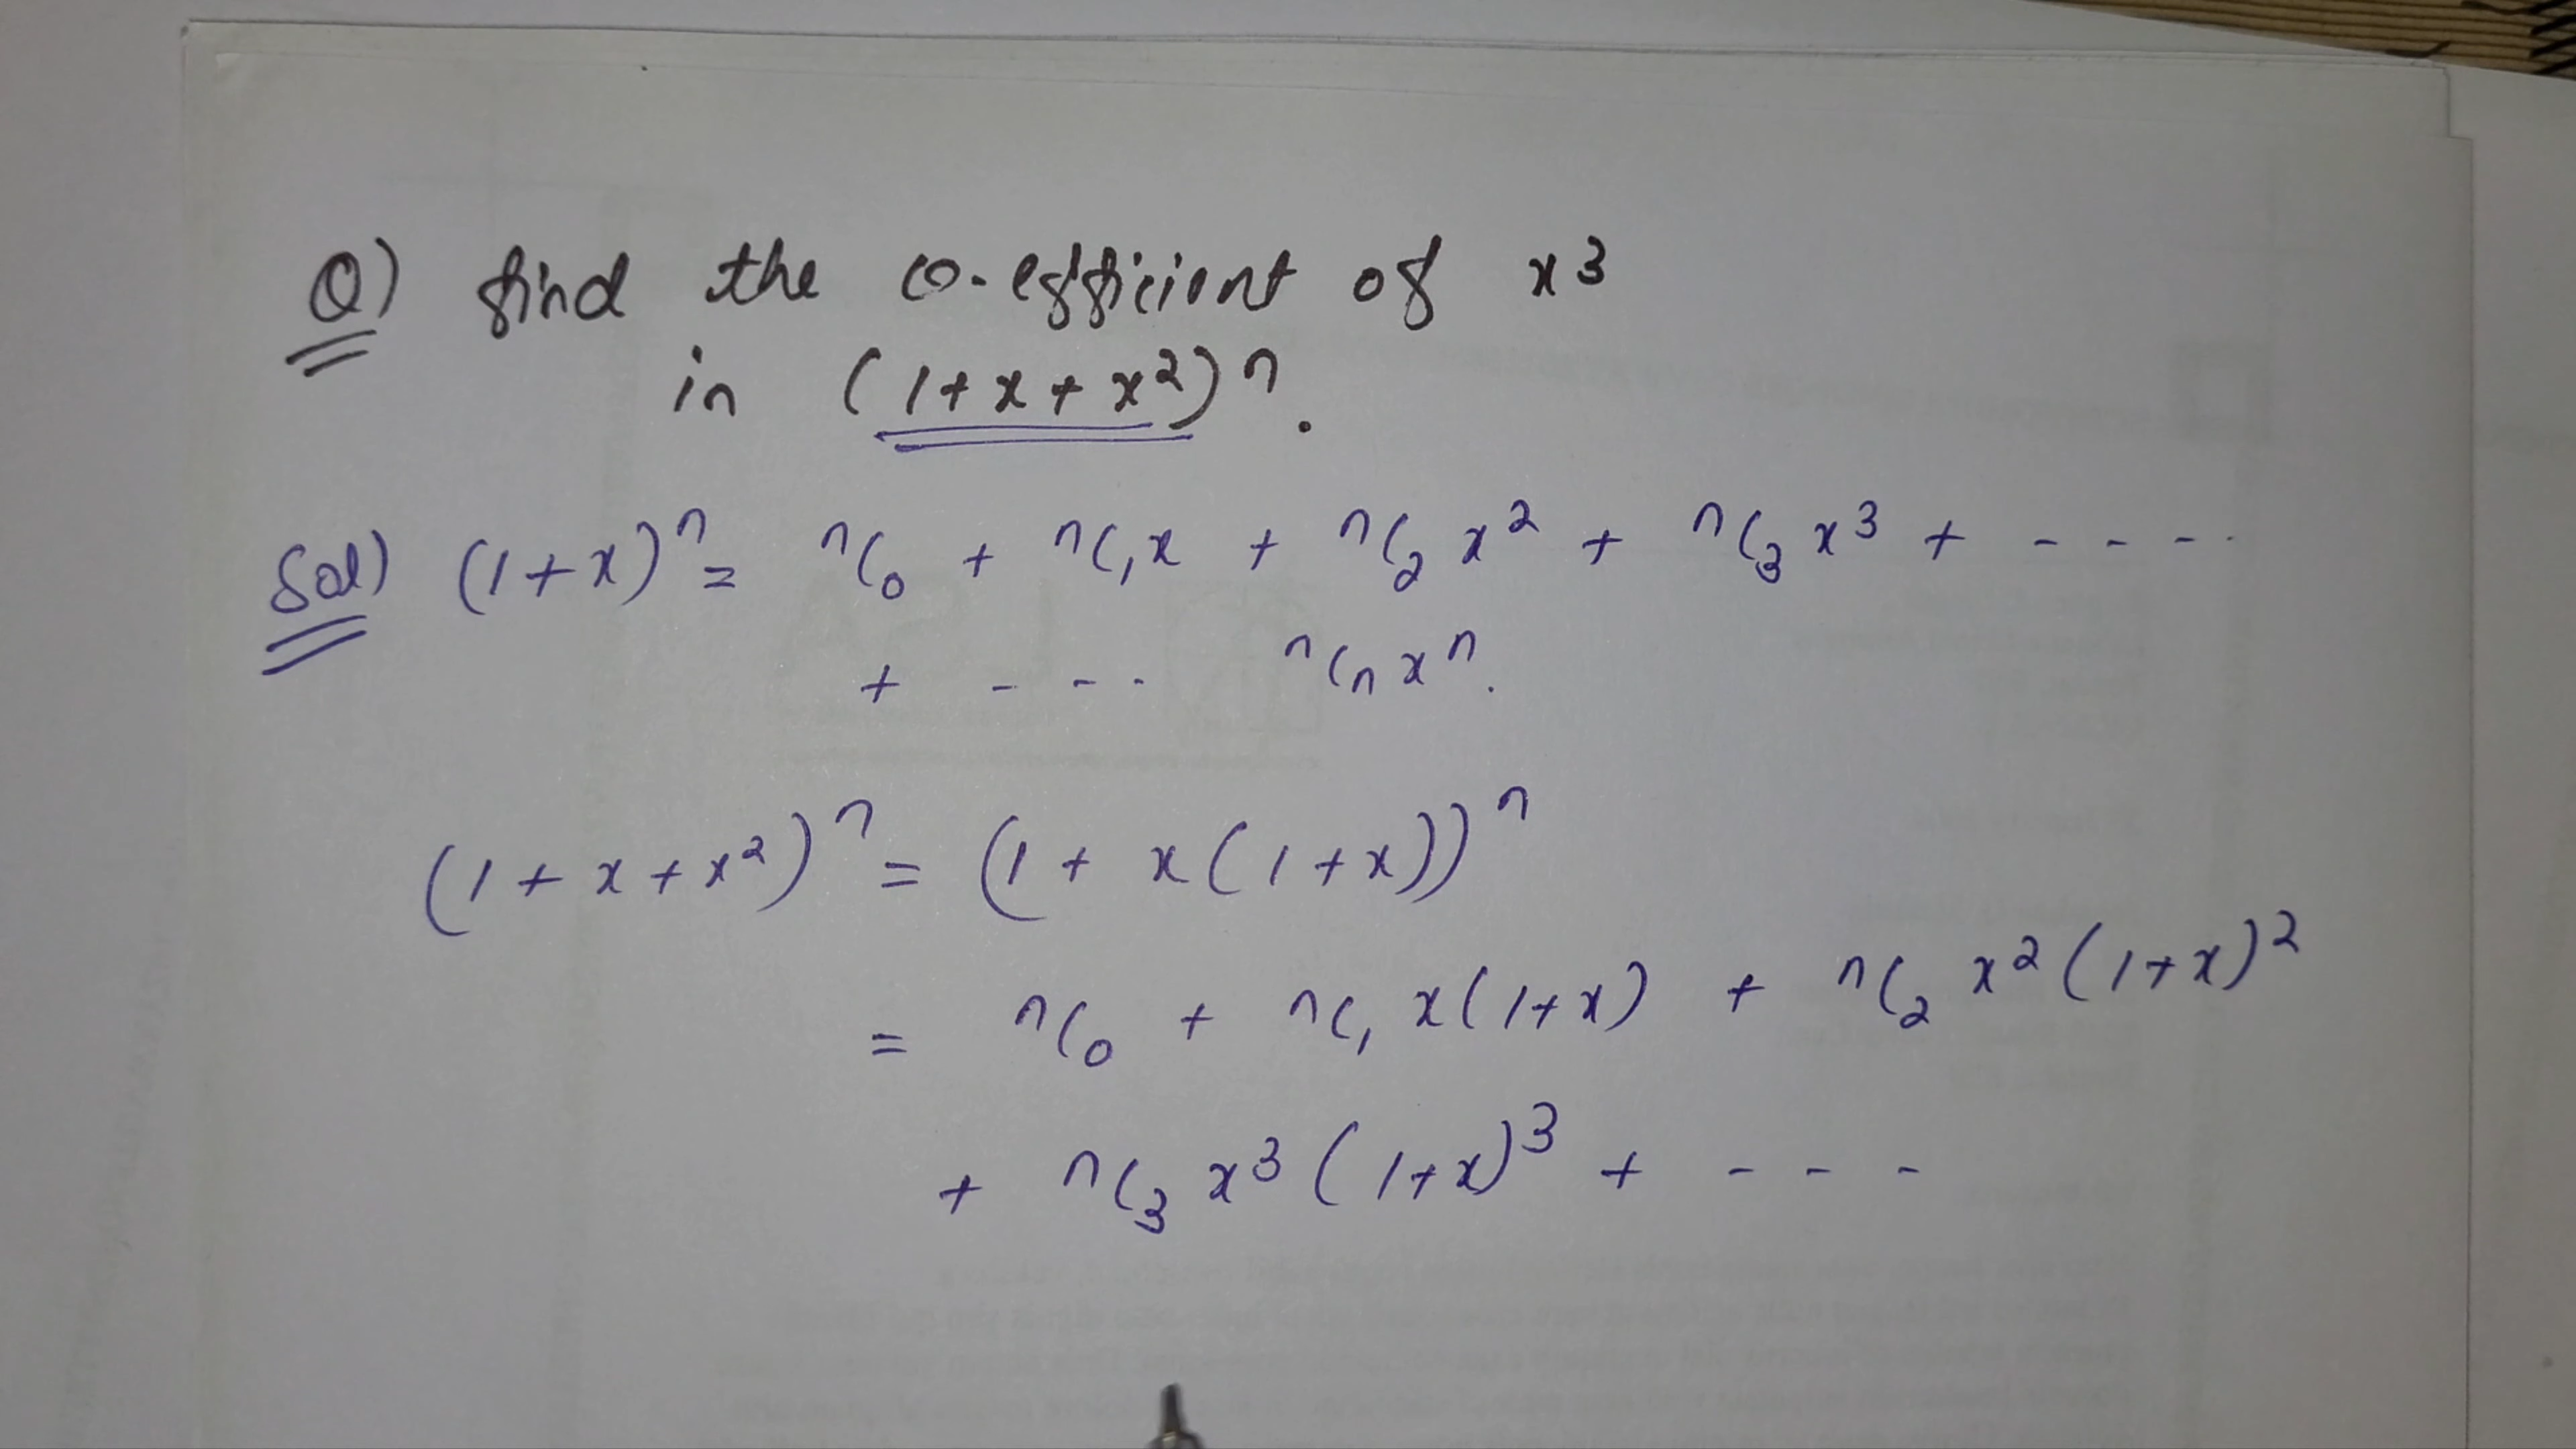 Q) find the co-efficient of x³
in (1+x+x²)ⁿ.
Sol) (1+x)ⁿ = ⁿC₀ + ⁿC₁x + ⁿC₂x² + ⁿC₃x³ + - - - -
+ - - - ⁿCₙxⁿ.
(1+x+x²)ⁿ = (1 + x(1+x))ⁿ
= ⁿC₀ + ⁿC₁ x(1+x) + ⁿC₂ x²(1+x)²
+ ⁿC₃ x³(1+x)³ + - - -